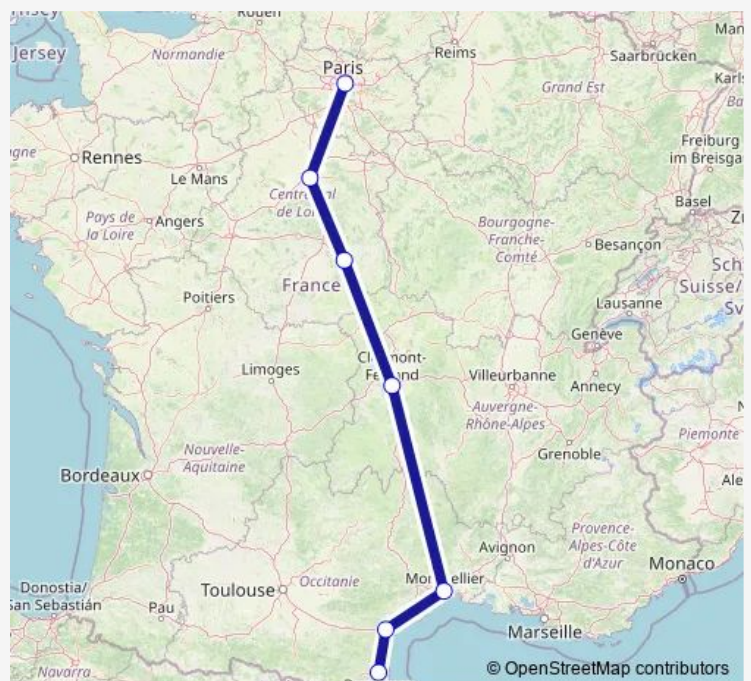 Rouen
Jersey
Normandie
Reims
Saarbrücken
Paris
Grand Est
Rennes
Le Mans
Freiburg
im Breisga
Basel
Pays de
la Loire
Angers
Bourgogne-
Franche-
Comté
Besançon
France
Poitiers
Suisse/
Lausanne
Genève
Limoges
Villeurbanne
Annecy
Auvergne-
Rhône-Alpes
Nouvelle-
Aquitaine
Grenoble
Piemonte
Bordeaux
Provence-
Alpes-Côte
d'Azur
Avignon
Monaco
Donostia/
San Sebastián
Toulouse
Occitanie
Pau
Marseille
Navarra
© OpenStreetMap contributors